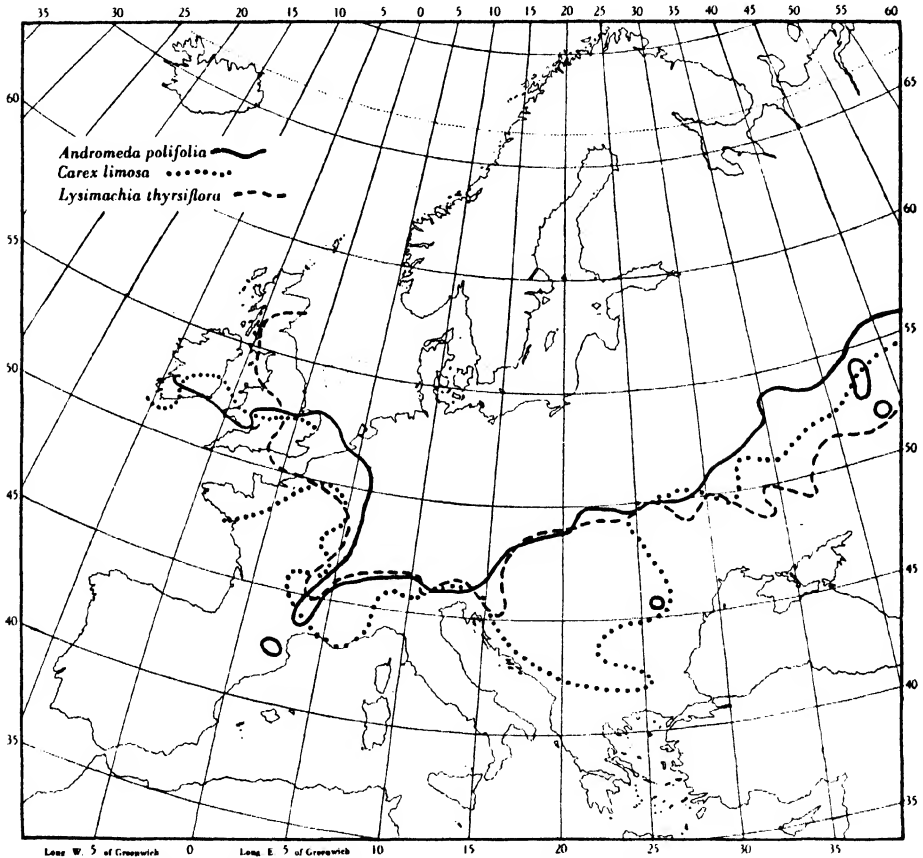 35 30 25 20 15 10 5 0 5 10 15 20 25 30 35 40 45 50 55 60
60
65
Andromeda polifolia
Carex limosa
Lysimachia thyrsiflora
60
55
55
50
50
45
45
40
40
35
35
Long W. 5 of Greenwich 0 Long E. 5 of Greenwich 10 15 20 25 30 35